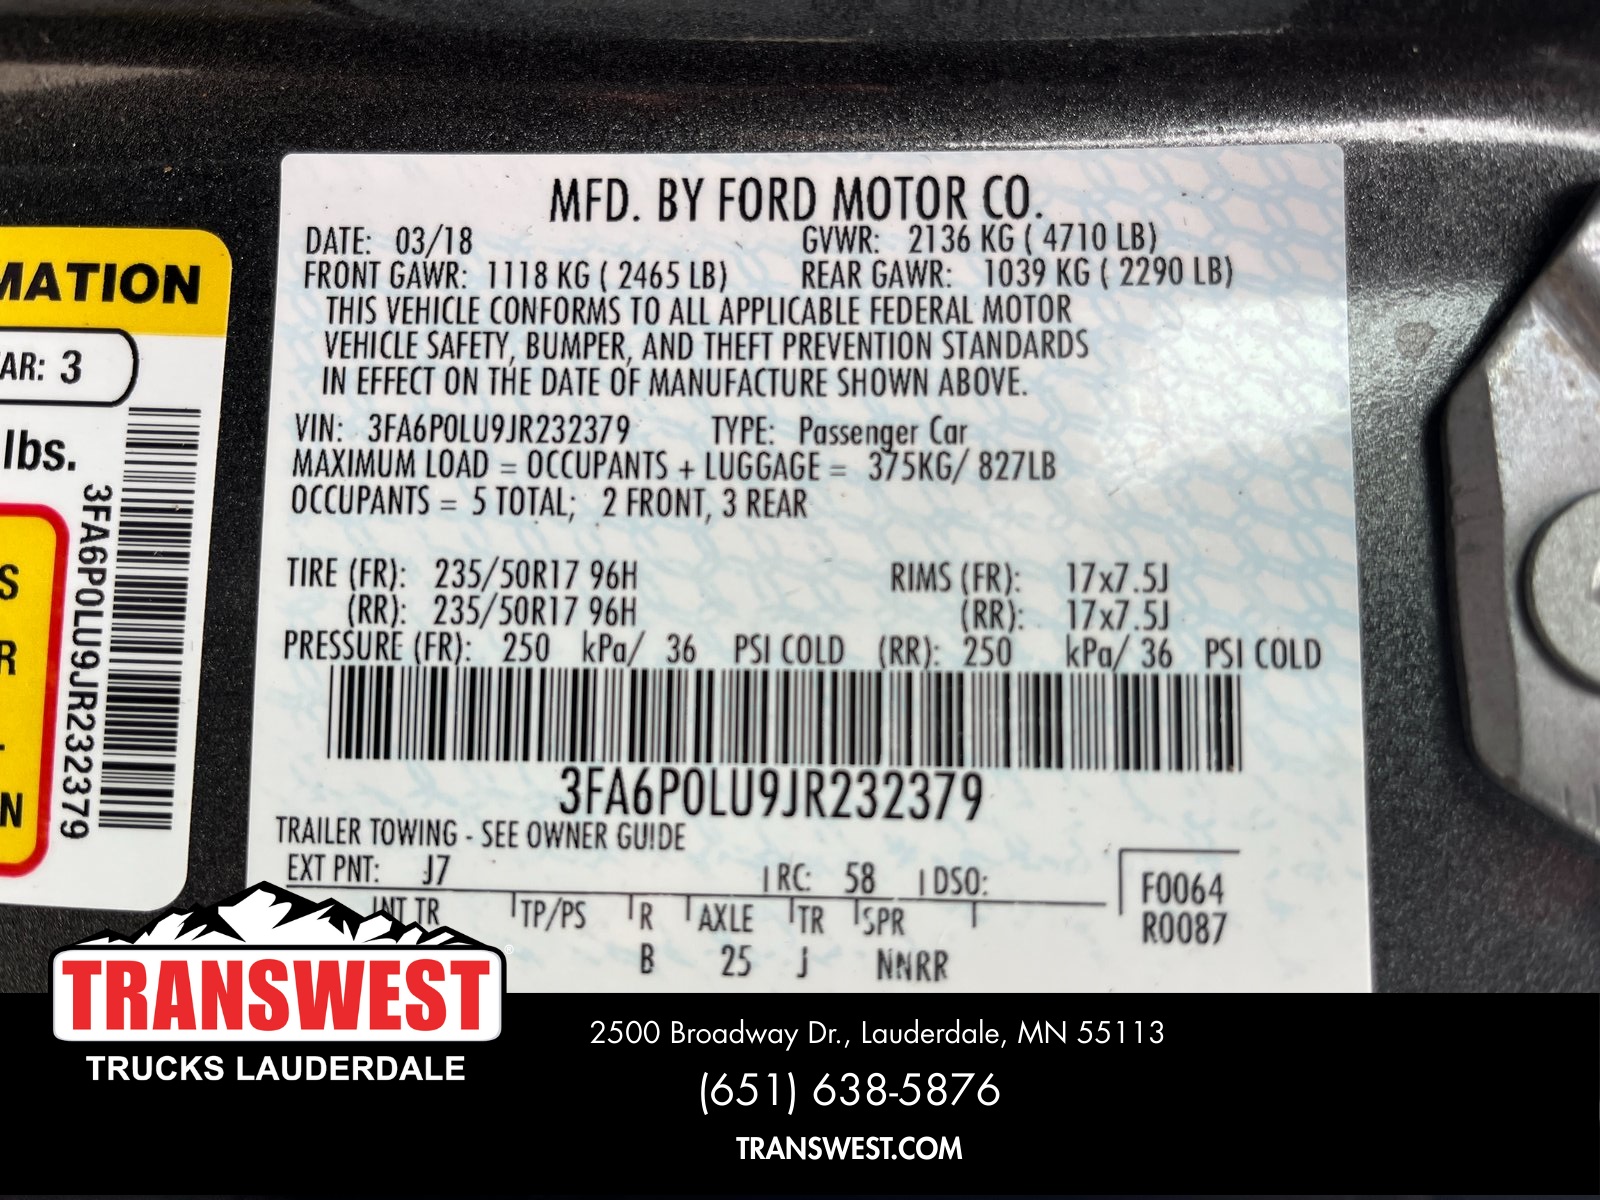 MATION
AR: 3
lbs.
3FA6P0LU9JR232379
S
R
N
MFD. BY FORD MOTOR CO.
DATE: 03/18 GVWR: 2136 KG ( 4710 LB)
FRONT GAWR: 1118 KG ( 2465 LB) REAR GAWR: 1039 KG ( 2290 LB)
THIS VEHICLE CONFORMS TO ALL APPLICABLE FEDERAL MOTOR
VEHICLE SAFETY, BUMPER, AND THEFT PREVENTION STANDARDS
IN EFFECT ON THE DATE OF MANUFACTURE SHOWN ABOVE.
VIN: 3FA6P0LU9JR232379 TYPE: Passenger Car
MAXIMUM LOAD = OCCUPANTS + LUGGAGE = 375KG/ 827LB
OCCUPANTS = 5 TOTAL; 2 FRONT, 3 REAR
TIRE (FR): 235/50R17 96H RIMS (FR): 17x7.5J
(RR): 235/50R17 96H (RR): 17x7.5J
PRESSURE (FR): 250 kPa/ 36 PSI COLD (RR): 250 kPa/ 36 PSI COLD
3FA6P0LU9JR232379
TRAILER TOWING - SEE OWNER GUIDE
EXT PNT: J7 RC: 58 DSO:
INT TR TP/PS R AXLE TR SPR
B 25 J NNRR
F0064
R0087
TRANSWEST
TRUCKS LAUDERDALE
2500 Broadway Dr., Lauderdale, MN 55113
(651) 638-5876
TRANSWEST.COM